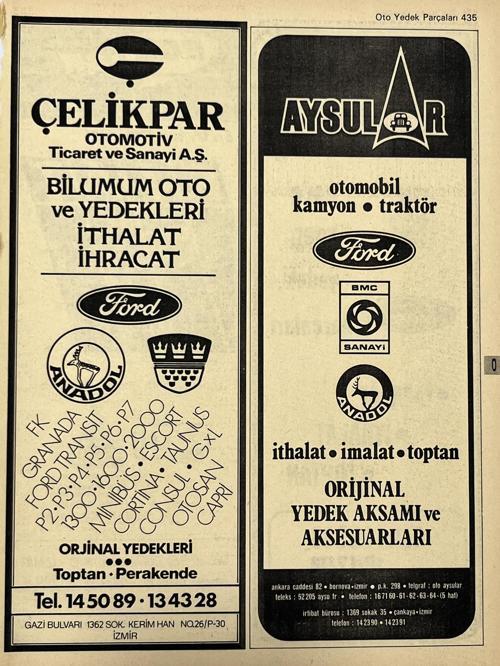 Oto Yedek Parçaları 435
ÇELİKPAR
OTOMOTİV
Ticaret ve Sanayi A.Ş.
BİLUMUM OTO
ve YEDEKLERİ
İTHALAT
İHRACAT
Ford
ANADOL
FK
GRANADA
FORD TRANSİT
P2•P3•P4•P5•P6•P7
1300•1600•2000
MİNİBÜS • ESCORT
CORTİNA • TAUNUS
CONSUL • GXL
OTOSAN
CAPRİ
ORJİNAL YEDEKLERİ
Toptan • Perakende
Tel. 14 50 89 • 13 43 28
GAZİ BULVARI 1362 SOK. KERİM HAN NO.26/P-30
İZMİR
AYSULAR
otomobil
kamyon • traktör
Ford
BMC
SANAYİ
ANADOL
ithalat • imalat • toptan
ORİJİNAL
YEDEK AKSAMI ve
AKSESUARLARI
ankara caddesi 82 • bornova-izmir • p.k. 298 • telgraf : oto aysular
teleks : 52205 aysu fr • telefon : 16 71 60-61-62-63-64- (5 hat)
irtibat bürosu : 1369 sokak 35 • çankaya-izmir
telefon : 14 23 90 - 14 23 91
O